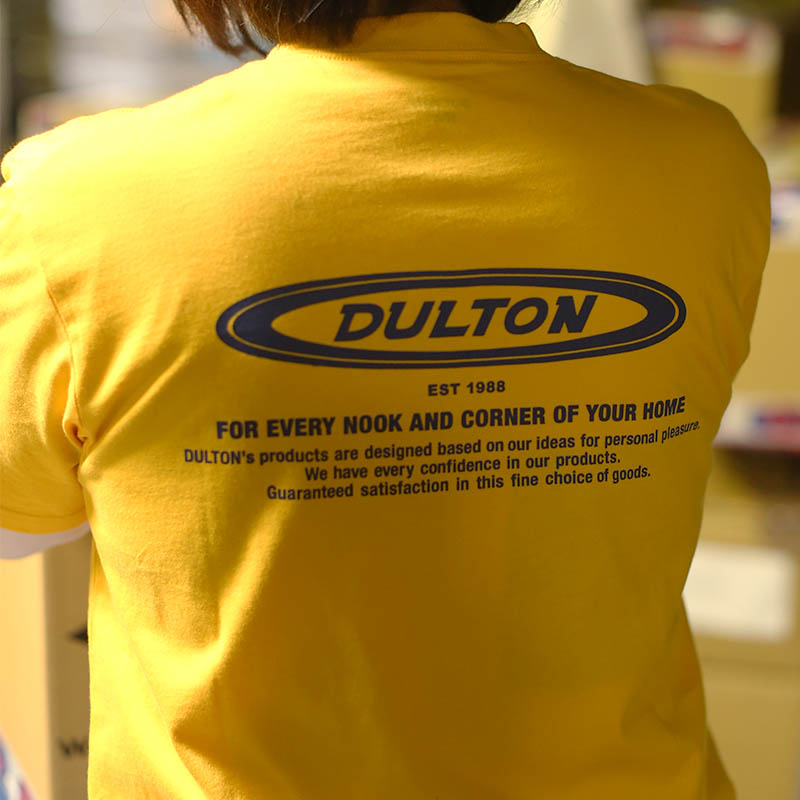 DULTON
EST 1988
FOR EVERY NOOK AND CORNER OF YOUR HOME
DULTON's products are designed based on our ideas for personal pleasure.
We have every confidence in our products.
Guaranteed satisfaction in this fine choice of goods.